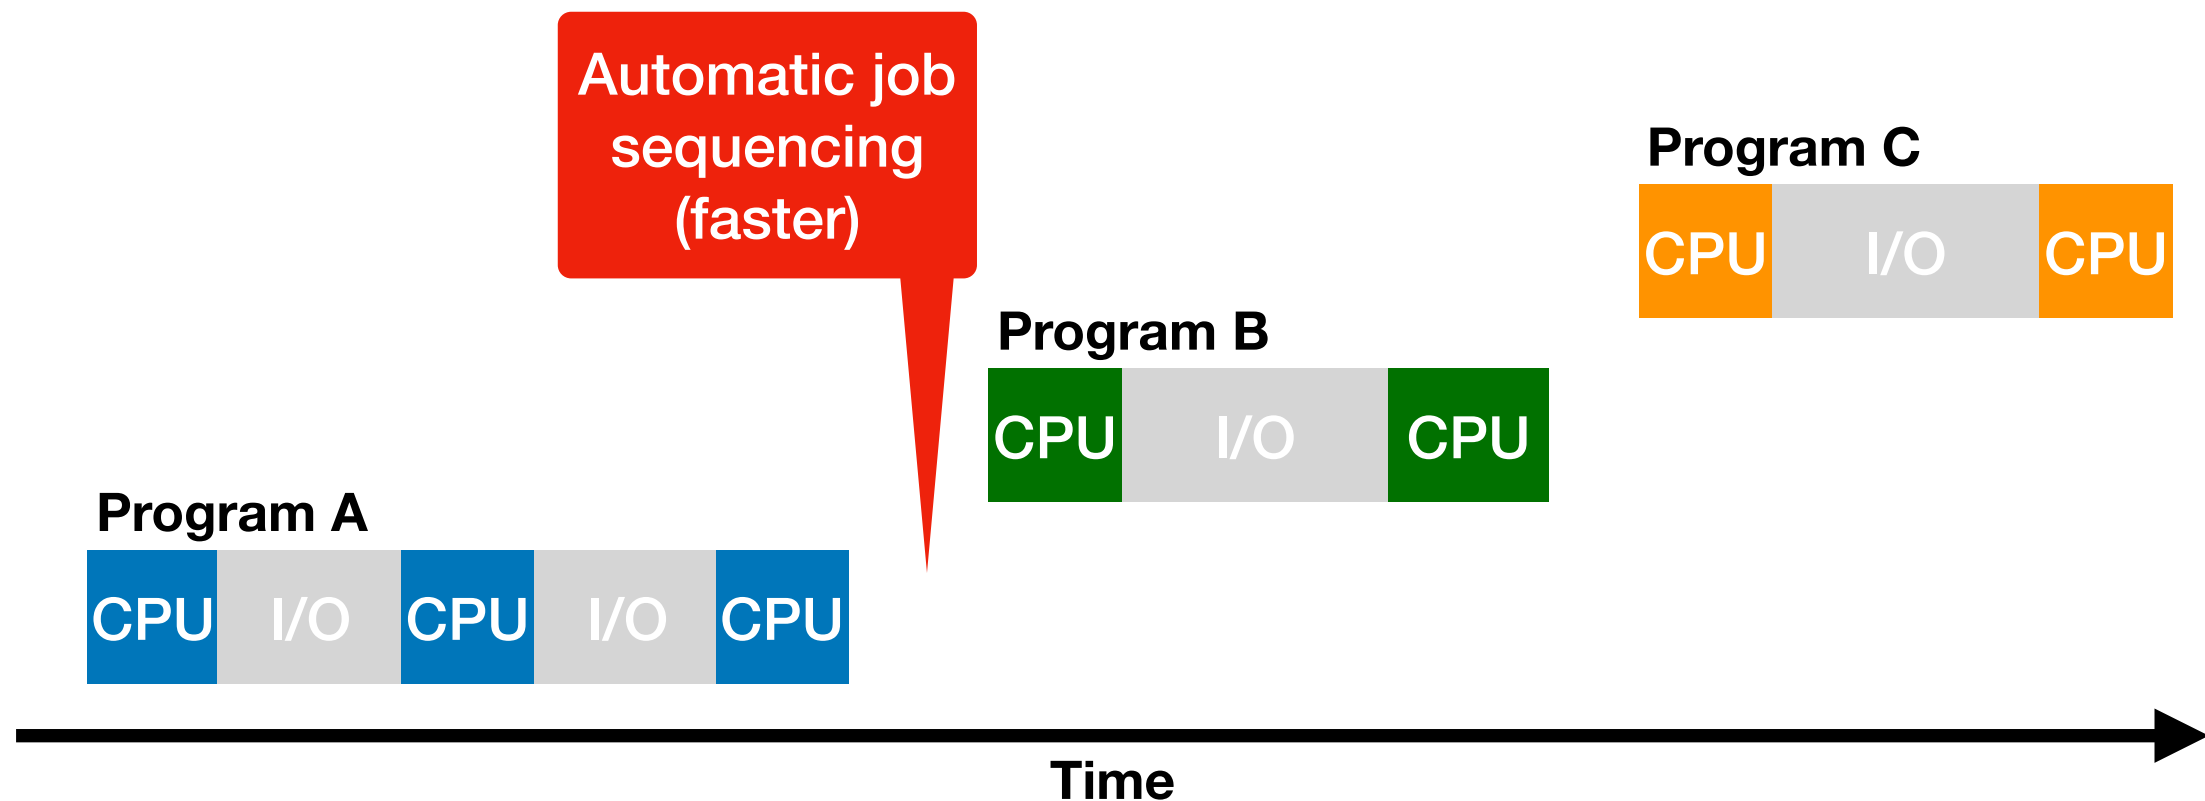 Automatic job
sequencing
(faster)
Program C
CPU I/O CPU
Program B
CPU I/O CPU
Program A
CPU I/O CPU I/O CPU
Time